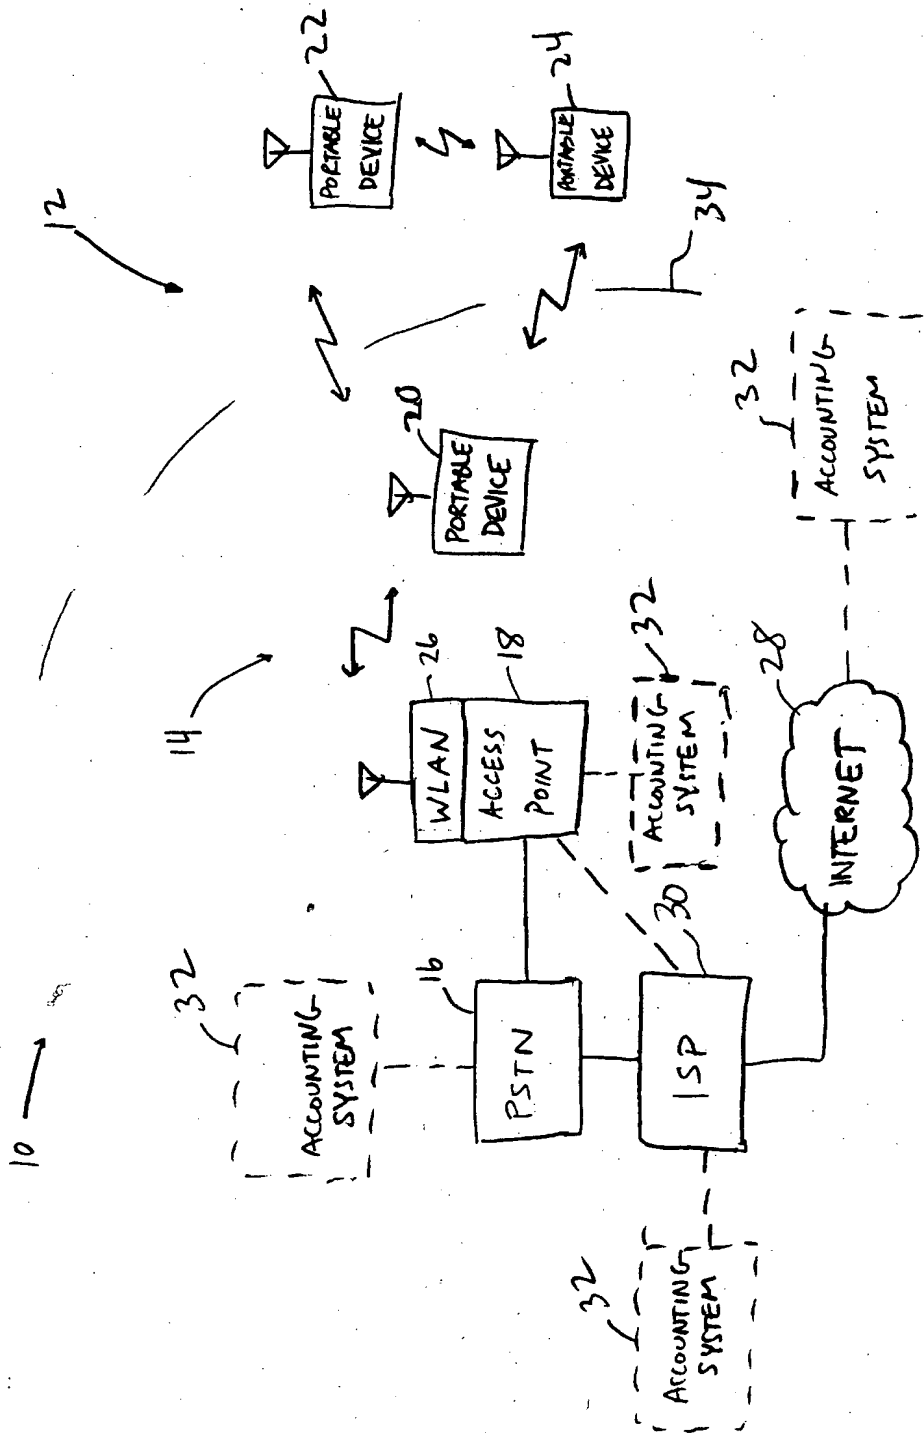 10
12
14
32
ACCOUNTING
SYSTEM
22
PORTABLE
DEVICE
26
WLAN
20
PORTABLE
DEVICE
16
PSTN
18
ACCESS
POINT
24
PORTABLE
DEVICE
32
ACCOUNTING
SYSTEM
30
ISP
32
ACCOUNTING
SYSTEM
34
28
INTERNET
32
ACCOUNTING
SYSTEM